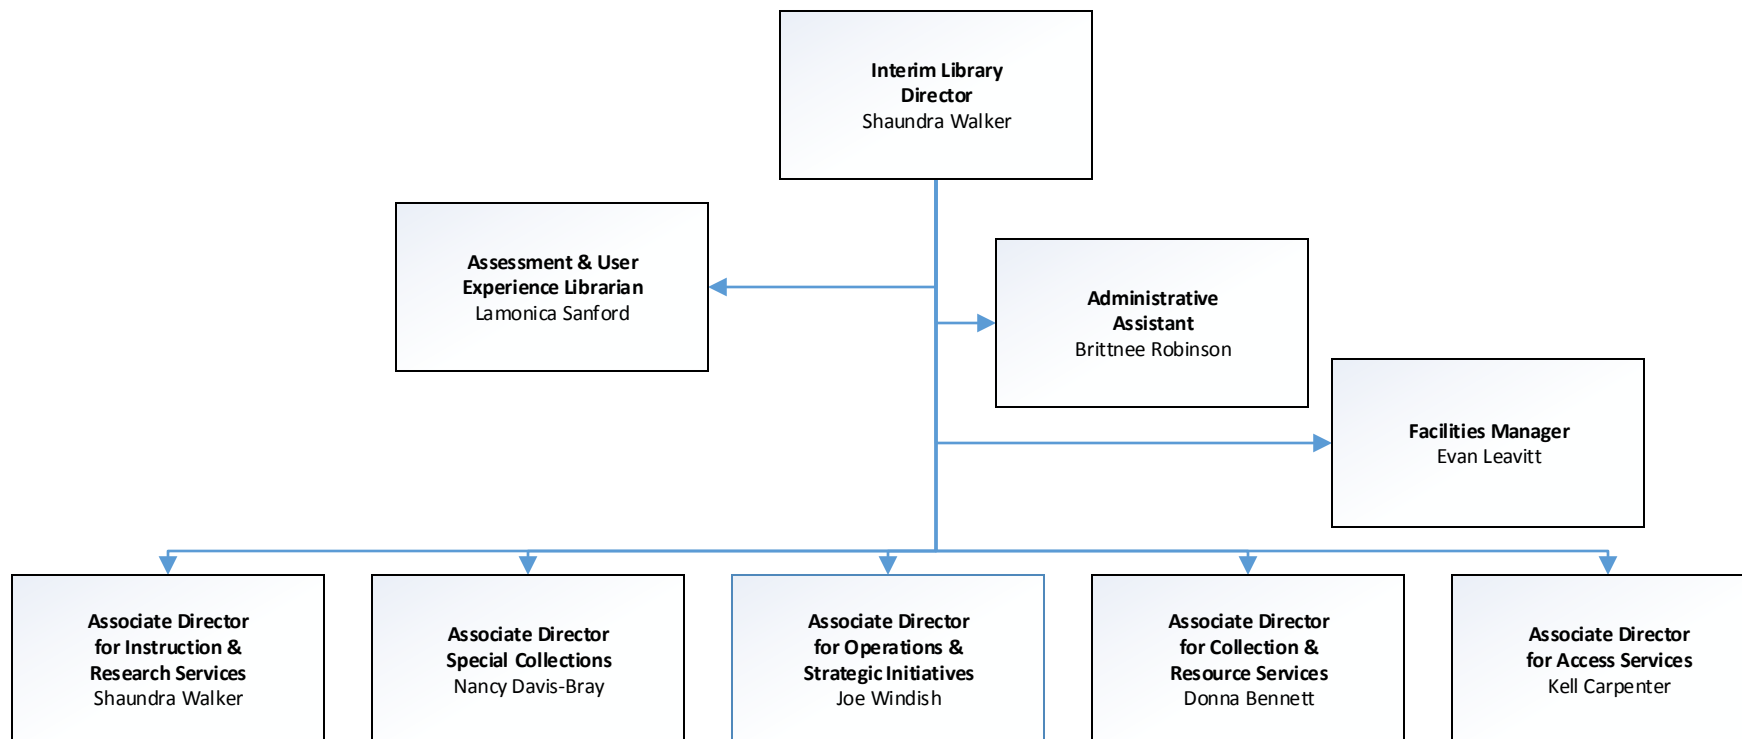 Interim Library
Director
Shaundra Walker
Assessment & User
Experience Librarian
Lamonica Sanford
Administrative
Assistant
Brittnee Robinson
Facilities Manager
Evan Leavitt
Associate Director
for Instruction &
Research Services
Shaundra Walker
Associate Director
Special Collections
Nancy Davis-Bray
Associate Director
for Operations &
Strategic Initiatives
Joe Windish
Associate Director
for Collection &
Resource Services
Donna Bennett
Associate Director
for Access Services
Kell Carpenter